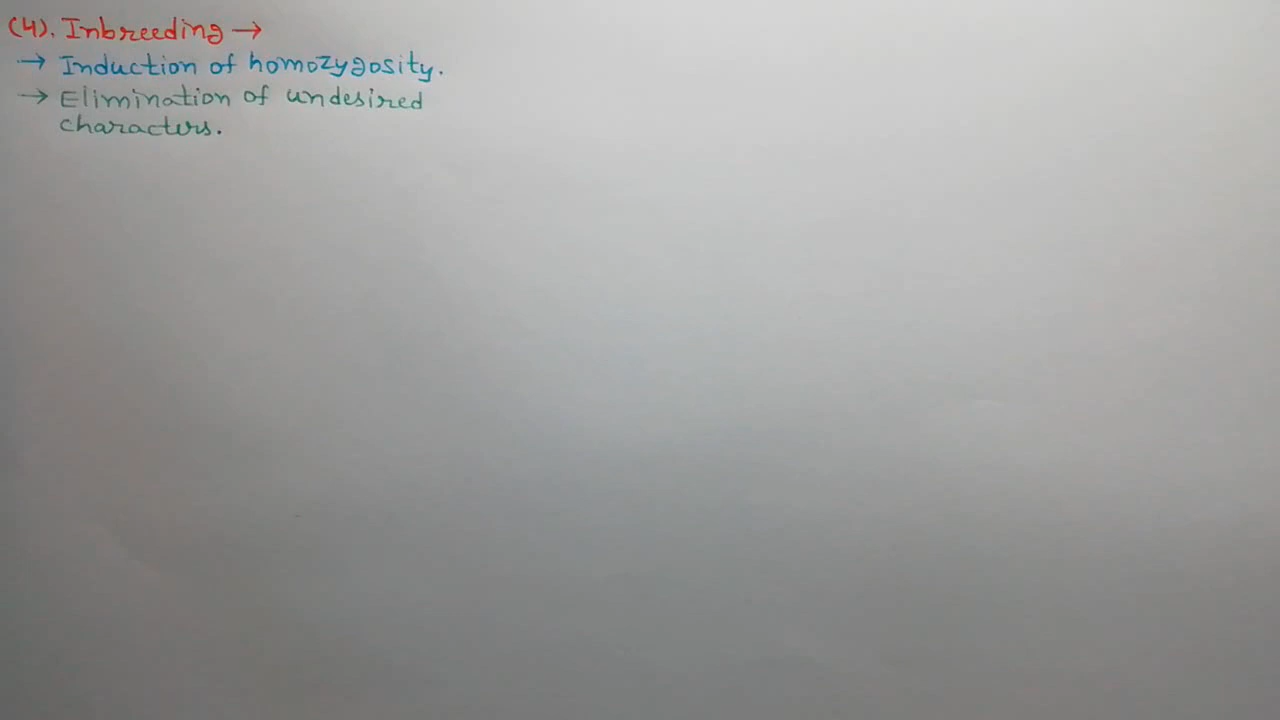 (4). Inbreeding →
→ Induction of homozygosity.
→ Elimination of undesired
characters.